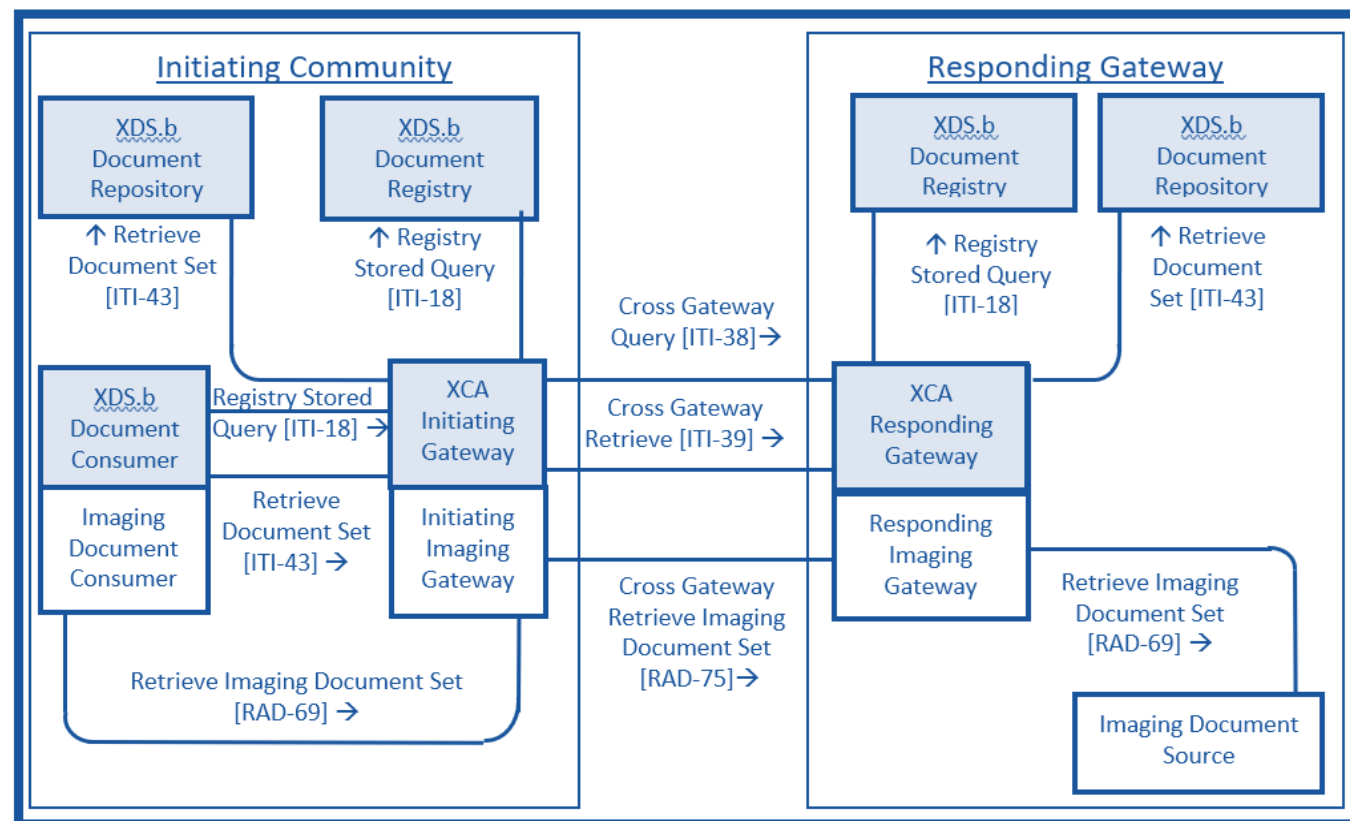 Initiating Community
XDS.b
Document
Repository
XDS.b
Document
Registry
↑ Retrieve
Document Set
[ITI-43]
↑ Registry
Stored Query
[ITI-18]
XDS.b
Document
Consumer
Imaging
Document
Consumer
Registry Stored
Query [ITI-18] →
Retrieve
Document Set
[ITI-43] →
XCA
Initiating
Gateway
Initiating
Imaging
Gateway
Retrieve Imaging Document Set
[RAD-69] →
Cross Gateway
Query [ITI-38]→
Cross Gateway
Retrieve [ITI-39] →
Cross Gateway
Retrieve Imaging
Document Set
[RAD-75]→
Responding Gateway
XDS.b
Document
Registry
XDS.b
Document
Repository
↑ Registry
Stored Query
[ITI-18]
↑ Retrieve
Document
Set [ITI-43]
XCA
Responding
Gateway
Responding
Imaging
Gateway
Retrieve Imaging
Document Set
[RAD-69] →
Imaging Document
Source